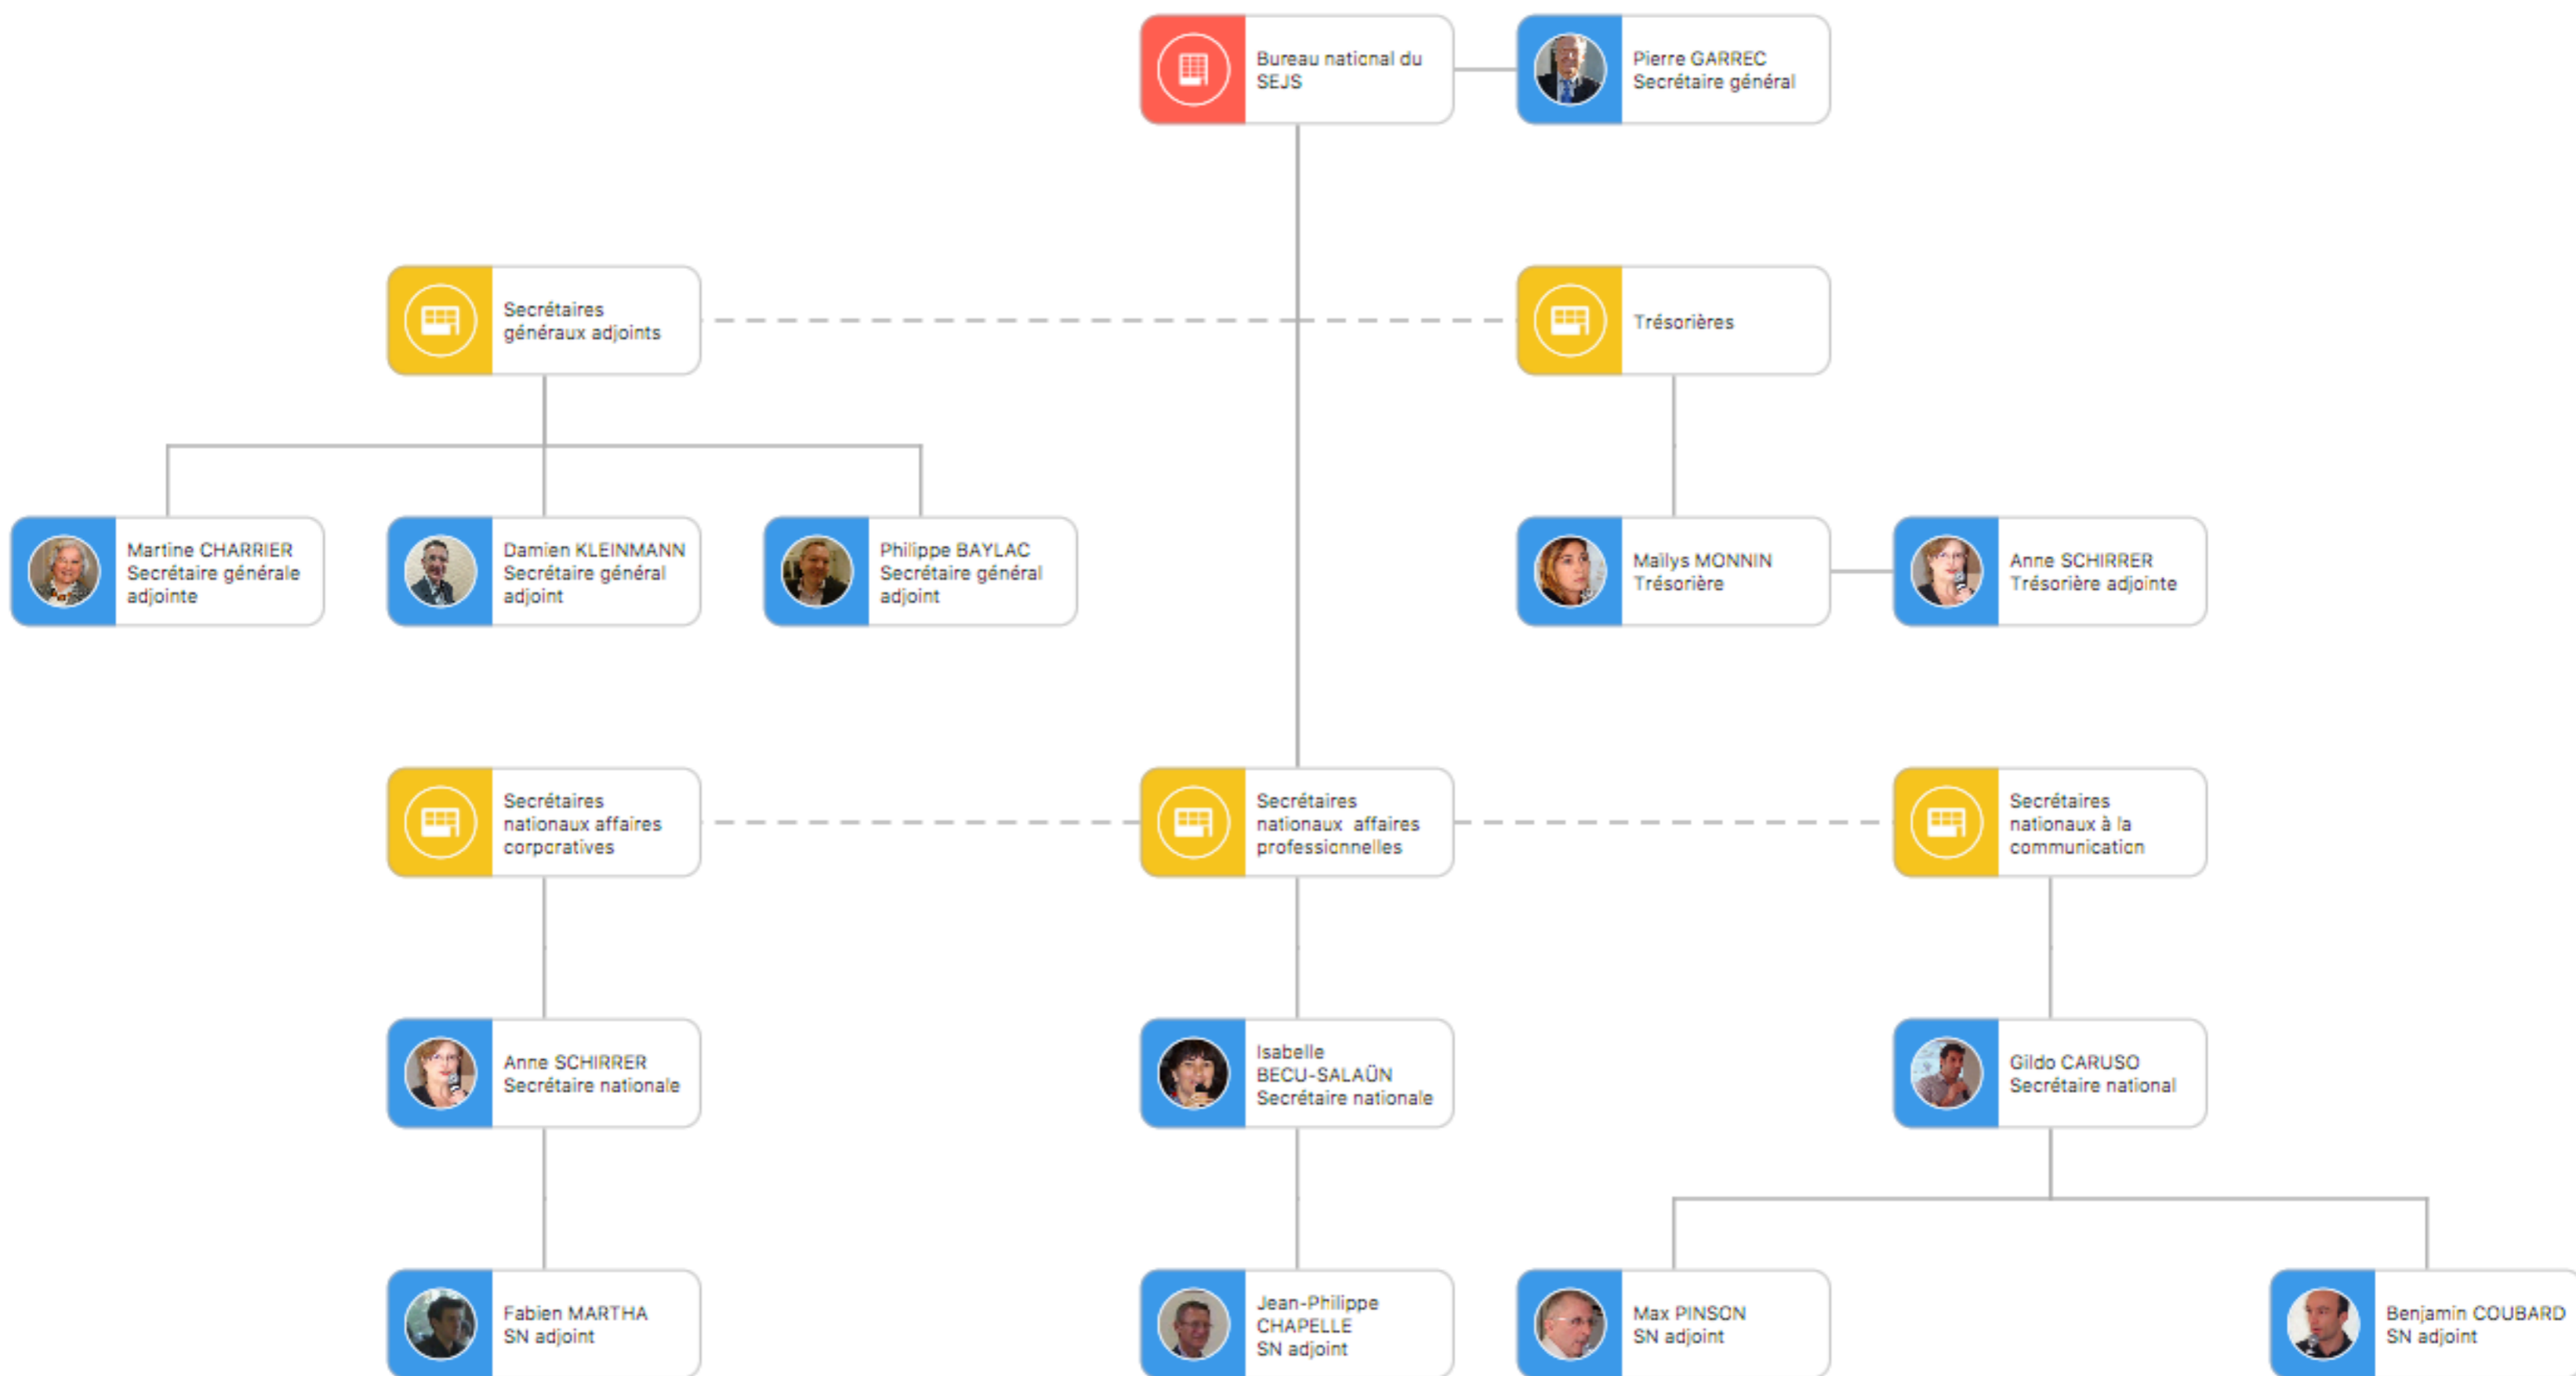 Bureau national du
SEJS
Pierre GARREC
Secrétaire général
Secrétaires
généraux adjoints
Trésorières
Martine CHARRIER
Secrétaire générale
adjointe
Damien KLEINMANN
Secrétaire général
adjoint
Philippe BAYLAC
Secrétaire général
adjoint
Maïlys MONNIN
Trésorière
Anne SCHIRRER
Trésorière adjointe
Secrétaires
nationaux affaires
corporatives
Secrétaires
nationaux affaires
professionnelles
Secrétaires
nationaux à la
communication
Anne SCHIRRER
Secrétaire nationale
Isabelle
BECU-SALAÜN
Secrétaire nationale
Gildo CARUSO
Secrétaire national
Fabien MARTHA
SN adjoint
Jean-Philippe
CHAPELLE
SN adjoint
Max PINSON
SN adjoint
Benjamin COUBARD
SN adjoint